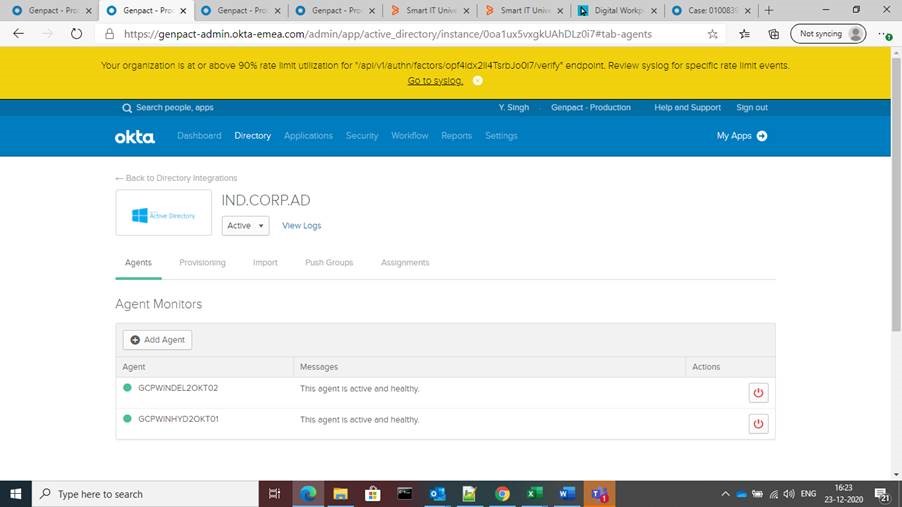 Genpact - Pro
Genpact - Pro
Genpact - Pro
Genpact - Pro
Smart IT Unive
Smart IT Unive
Digital Workp
Case: 0100839
Not syncing
Your organization is at or above 90% rate limit utilization for "/api/v1/authn/factors/opf4idx2ll4TsrbJo0i7/verify" endpoint. Review syslog for specific rate limit events.
Go to syslog.
Search people, apps
Y. Singh
Genpact - Production
Help and Support
Sign out
okta
Dashboard
Directory
Applications
Security
Workflow
Reports
Settings
My Apps
https://genpact-admin.okta-emea.com/admin/app/active_directory/instance/0oa1ux5vxgkUAhDLz0i7#tab-agents
← Back to Directory Integrations
Active Directory
IND.CORP.AD
Active
View Logs
Agents
Provisioning
Import
Push Groups
Assignments
Agent Monitors
Add Agent
Agent
Messages
Actions
GCPWINDEL2OKT02
This agent is active and healthy.
GCPWINHYD2OKT01
This agent is active and healthy.
Type here to search
ENG
16:23
23-12-2020
21
1